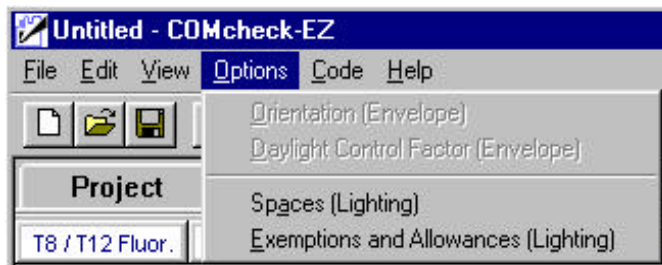 Untitled - COMcheck-EZ
File Edit View Options Code Help
Orientation (Envelope)
Daylight Control Factor (Envelope)
Project
Spaces (Lighting)
T8 / T12 Fluor.
Exemptions and Allowances (Lighting)